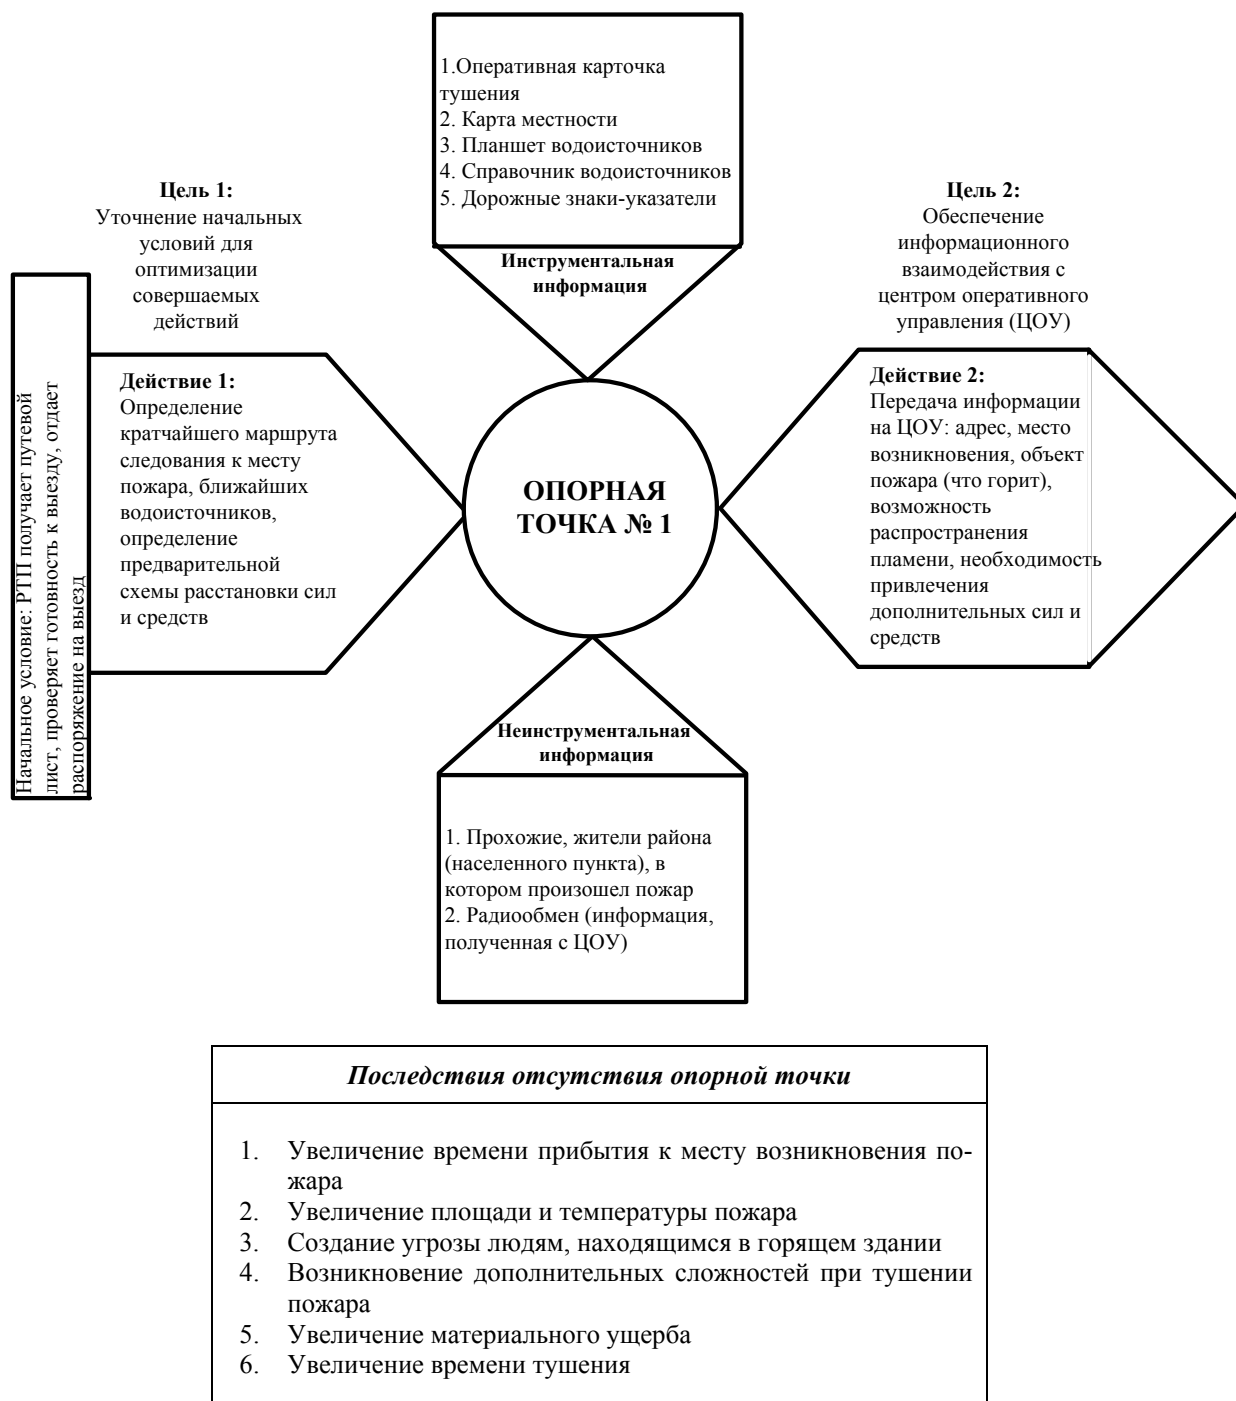 1.Оперативная карточка
тушения
2. Карта местности
3. Планшет водоисточников
4. Справочник водоисточников
5. Дорожные знаки-указатели
Инструментальная
информация
Цель 1:
Уточнение начальных
условий для
оптимизации
совершаемых
действий
Цель 2:
Обеспечение
информационного
взаимодействия с
центром оперативного
управления (ЦОУ)
Начальное условие: РТП получает путевой
лист, проверяет готовность к выезду, отдает
распоряжение на выезд
Действие 1:
Определение
кратчайшего маршрута
следования к месту
пожара, ближайших
водоисточников,
определение
предварительной
схемы расстановки сил
и средств
ОПОРНАЯ
ТОЧКА № 1
Действие 2:
Передача информации
на ЦОУ: адрес, место
возникновения, объект
пожара (что горит),
возможность
распространения
пламени, необходимость
привлечения
дополнительных сил и
средств
Неинструментальная
информация
1. Прохожие, жители района
(населенного пункта), в
котором произошел пожар
2. Радиообмен (информация,
полученная с ЦОУ)
Последствия отсутствия опорной точки
1. Увеличение времени прибытия к месту возникновения по-
жара
2. Увеличение площади и температуры пожара
3. Создание угрозы людям, находящимся в горящем здании
4. Возникновение дополнительных сложностей при тушении
пожара
5. Увеличение материального ущерба
6. Увеличение времени тушения